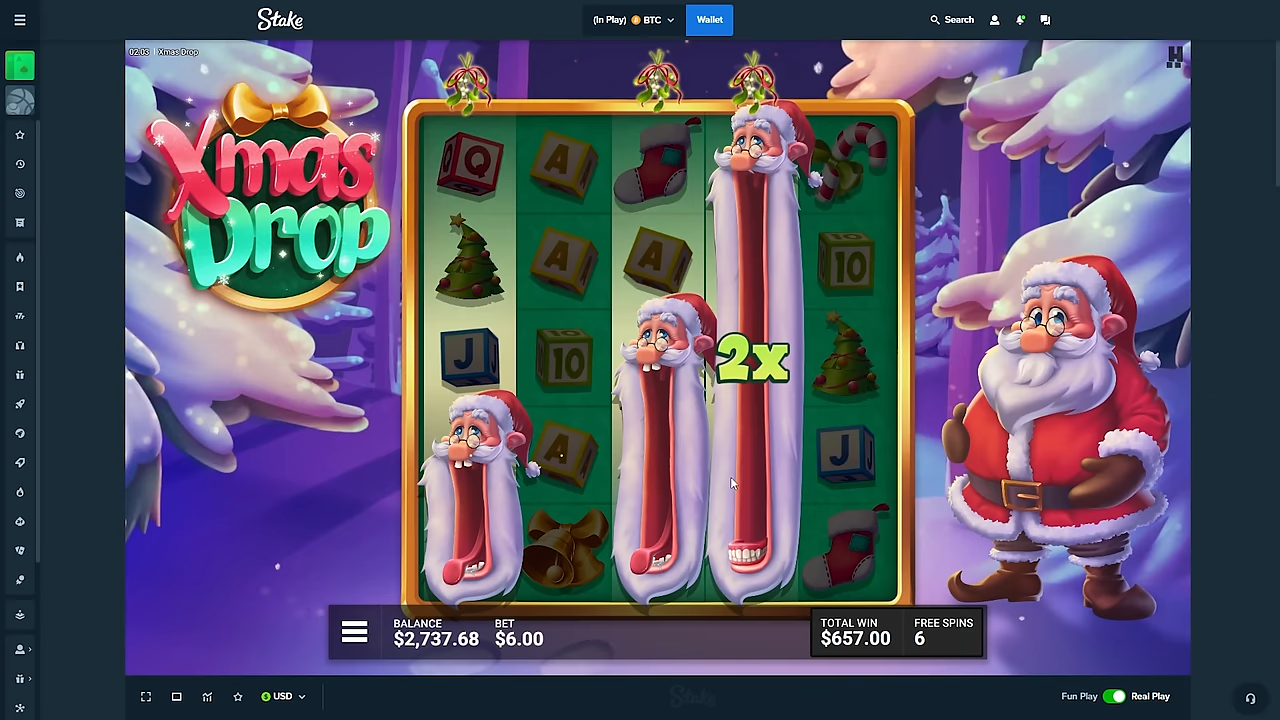 Stake
(In Play) BTC
Wallet
Search
02:03 Xmas Drop
Xmas
Drop
Q
A
A
10
A
A
J
10
2x
J
BALANCE
$2,737.68
BET
$6.00
TOTAL WIN
$657.00
FREE SPINS
6
USD
Stake
Fun Play
Real Play